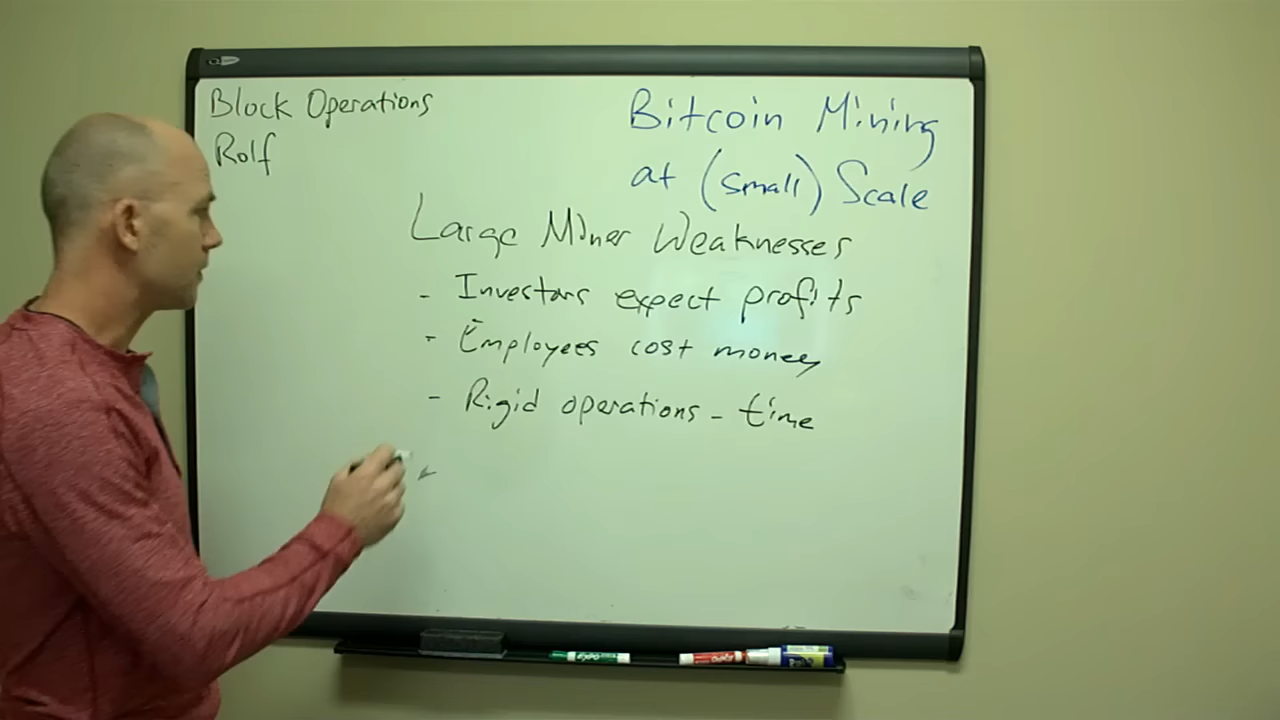 Block Operations
Rolf
Bitcoin Mining
at (small) Scale
Large Miner Weaknesses
- Investors expect profits
- Employees cost money
- Rigid operations - time